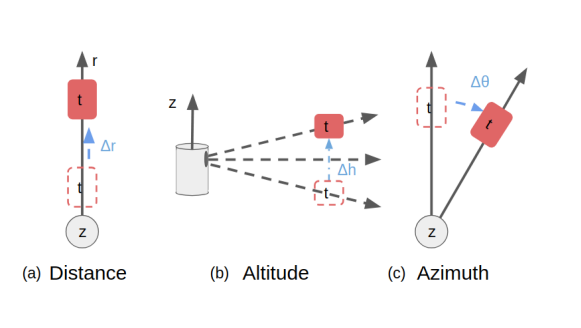 r
t
Δr
t
z
(a) Distance
z
t
Δh
t
(b) Altitude
Δθ
t
t
z
(c) Azimuth